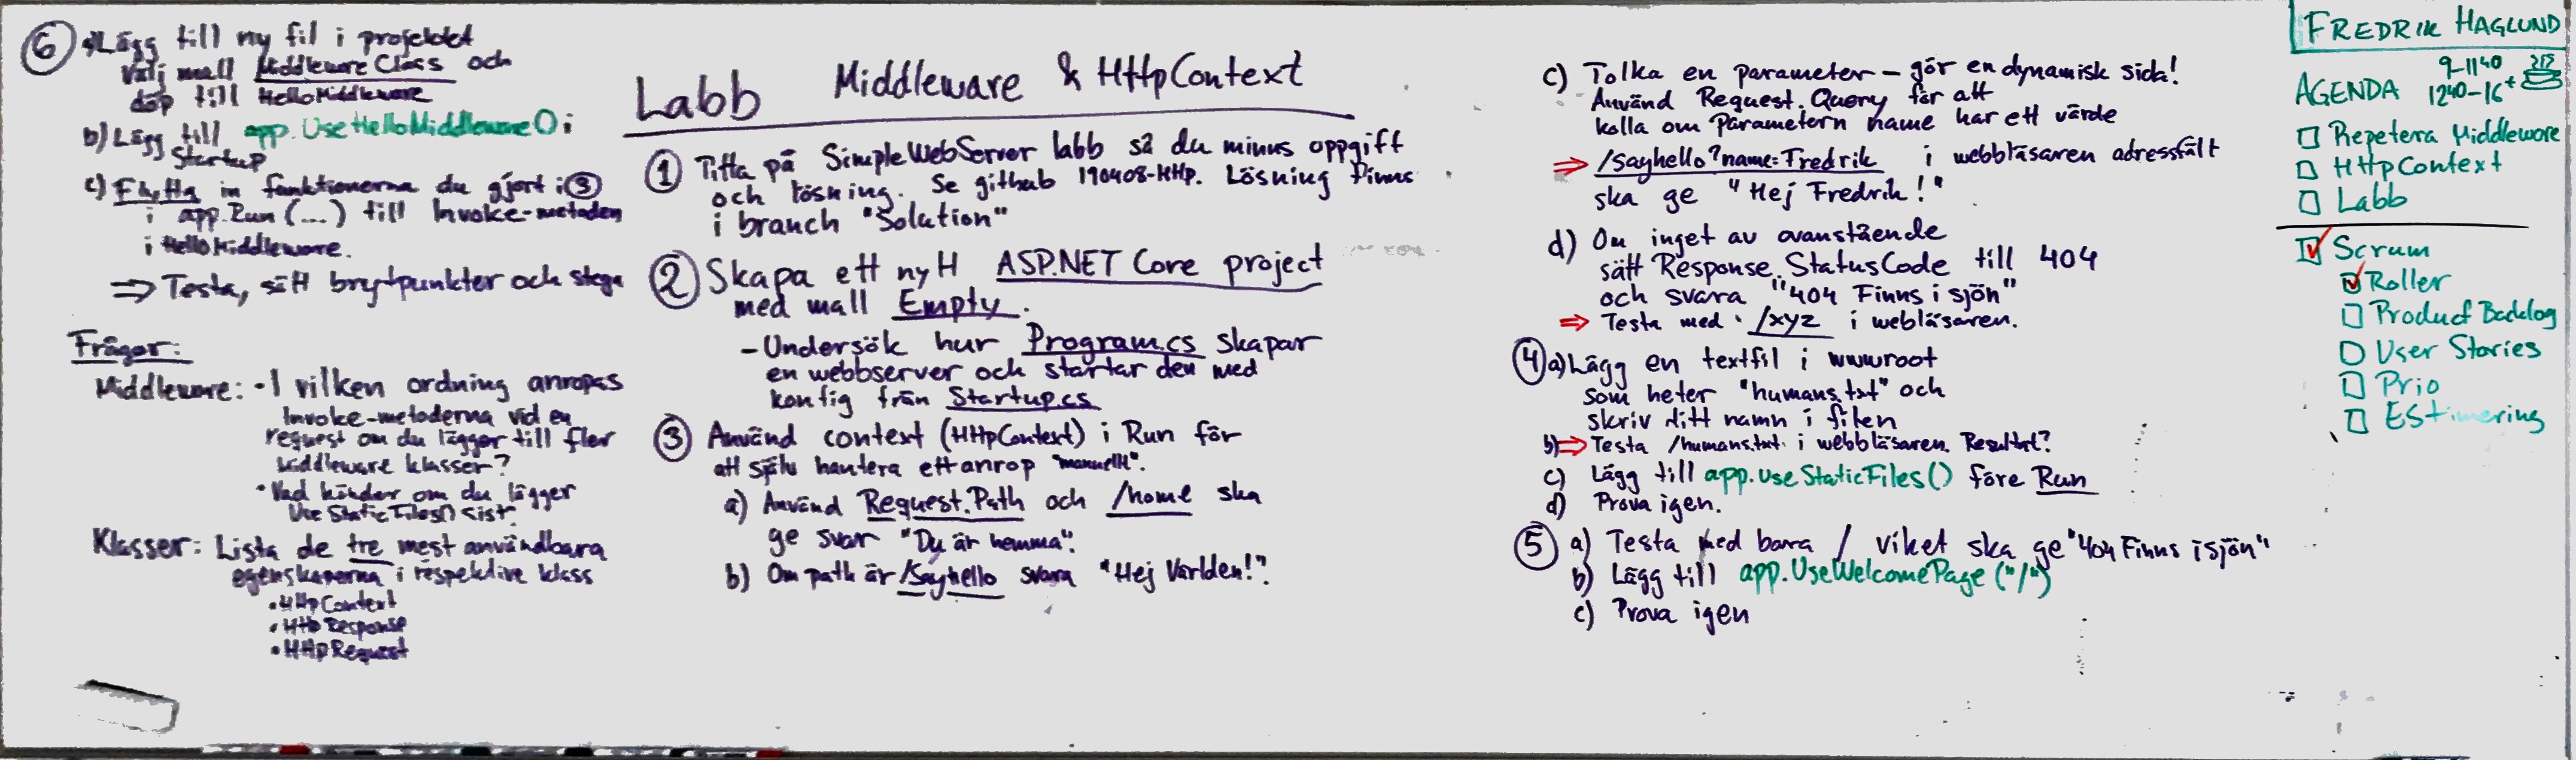 Labb Middleware & HttpContext
① Titta på SimpleWebServer labb så du minns uppgift
och lösning. Se github 190408-Http. Lösning finns
i branch "Solution"
② Skapa ett nytt ASP.NET Core project
med mall Empty.
- Undersök hur Program.cs skapar
en webbserver och startar den med
konfig från Startup.cs
③ Använd context (HttpContext) i Run för
att själv hantera ett anrop "manuellt".
a) Använd Request.Path och /home ska
ge svar "Du är hemma".
b) Om path är /Sayhello svara "Hej Världen!".
c) Tolka en parameter - gör en dynamisk sida!
Använd Request.Query för att
kolla om Parametern name har ett värde
⇒ /Sayhello?name=Fredrik i webbläsaren adressfält
ska ge "Hej Fredrik!"
d) Om inget av ovanstående
sätt Response.StatusCode till 404
och svara "404 Finns i sjön"
⇒ Testa med /xyz i webläsaren.
④ a) Lägg en textfil i wwwroot
som heter "humans.txt" och
skriv ditt namn i filen
b) ⇒ Testa /humans.txt i webbläsaren. Resultat?
c) Lägg till app.useStaticFiles() före Run
d) Prova igen.
⑤ a) Testa med bara / vilket ska ge "404 Finns i sjön"
b) Lägg till app.UseWelcomePage("/")
c) Prova igen
⑥ a) Lägg till ny fil i projektet
välj mall Middleware Class och
döp till HelloMiddleware
b) Lägg till app.UseHelloMiddleware() i
Startup
c) Flytta in funktionerna du gjort i ③
i app.Run (...) till Invoke-metoden
i HelloMiddleware.
⇒ Testa, sätt brytpunkter och stega
Frågor:
Middleware: • I vilken ordning anropas
Invoke-metoderna vid en
request om du lägger till fler
Middleware klasser?
• Vad händer om du lägger
Use StaticFiles() sist?
Klasser: Lista de tre mest användbara
egenskaperna i respektive klass
• HttpContext
• Http Response
• Http Request
FREDRIK HAGLUND
AGENDA 9-11⁴⁰
12⁴⁰-16⁺
□ Repetera Middleware
□ HttpContext
□ Labb
☑ Scrum
☑ Roller
□ Product Backlog
□ User Stories
□ Prio
□ EStimering